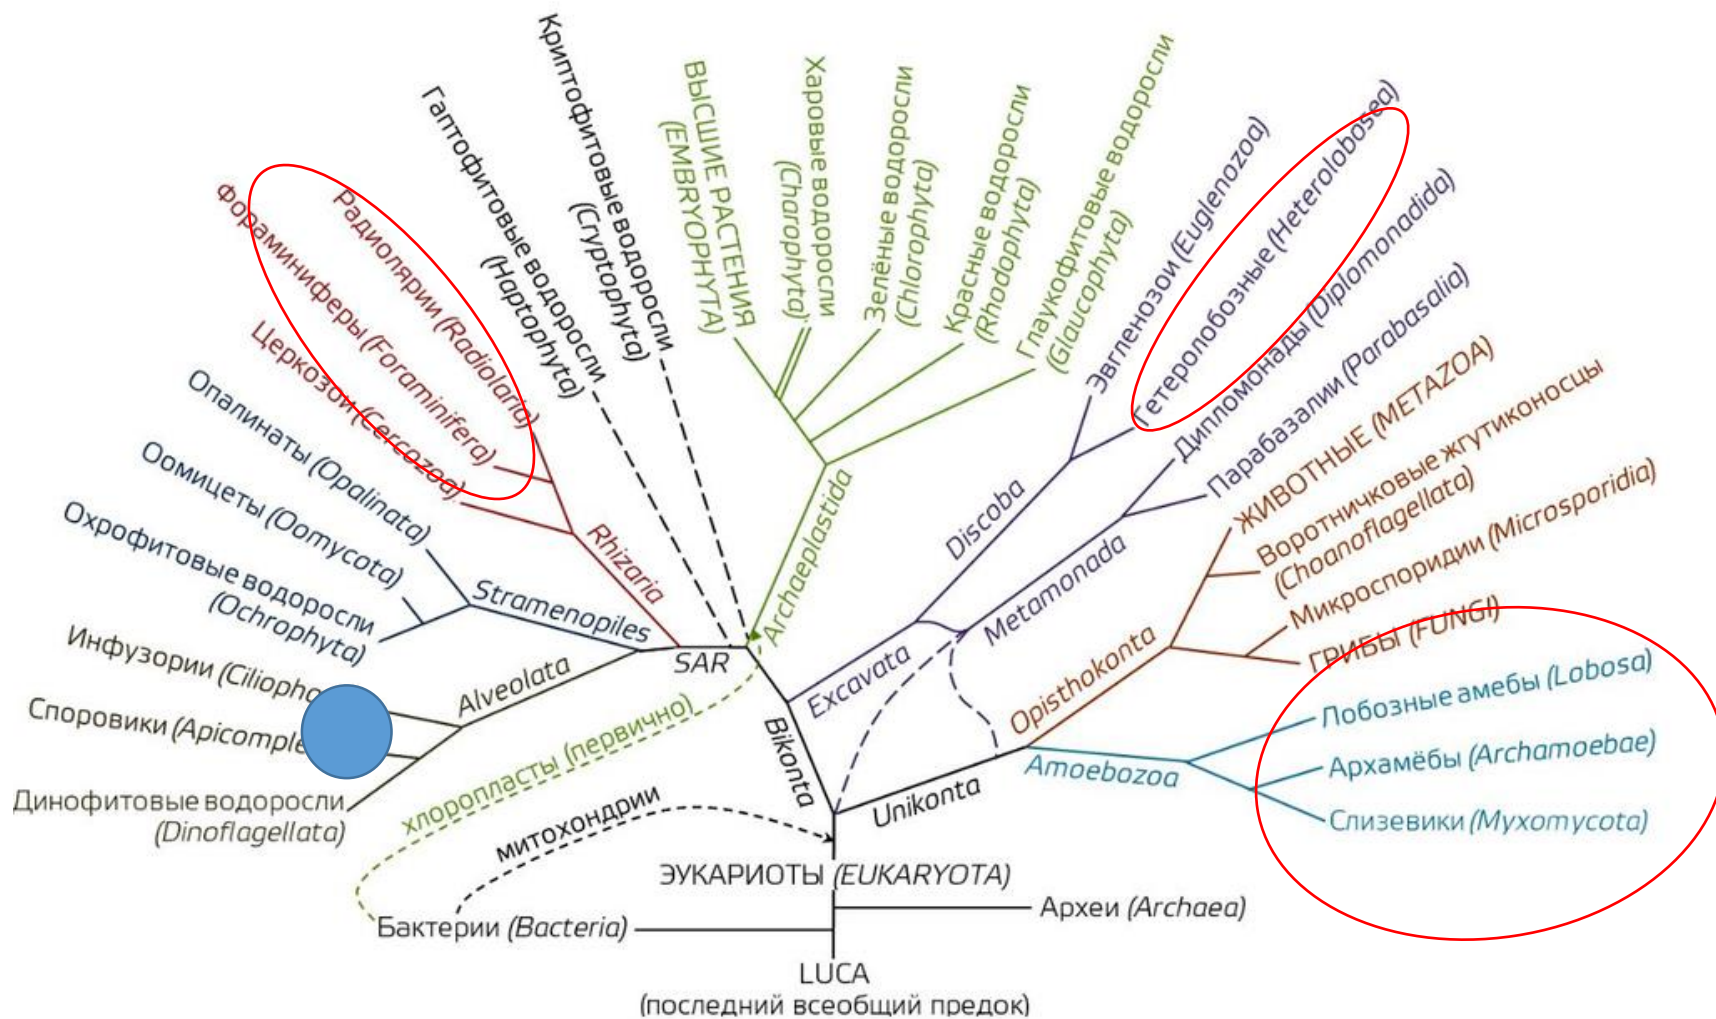 Криптофитовые водоросли
(Cryptophyta)
Гаптофитовые водоросли
(Haptophyta)
ВЫСШИЕ РАСТЕНИЯ
(EMBRYOPHYTA)
Харовые водоросли
(Charophyta)
Зелёные водоросли
(Chlorophyta)
Красные водоросли
(Rhodophyta)
Глаукофитовые водоросли
(Glaucophyta)
Радиолярии (Radiolaria)
Фораминиферы (Foraminifera)
Церкозои (Cercozoa)
Опалинаты (Opalinata)
Оомицеты (Oomycota)
Охрофитовые водоросли
(Ochrophyta)
Инфузории
Споровики
Динофитовые водоросли
(Dinoflagellata)
Эвгленозои (Euglenozoa)
Гетеролобозные (Heterolobosea)
Дипломонады (Diplomonadida)
Парабазалии (Parabasalia)
ЖИВОТНЫЕ (METAZOA)
Воротничковые жгутиконосцы
(Choanoflagellata)
Микроспоридии (Microsporidia)
ГРИБЫ (FUNGI)
Лобозные амебы (Lobosa)
Архамёбы (Archamoebae)
Слизевики (Myxomycota)
Rhizaria
Stramenopiles
Alveolata
SAR
Archaeplastida
Discoba
Metamonada
Excavata
Opisthokonta
Amoebozoa
Bikonta
Unikonta
хлоропласты (первично)
митохондрии
ЭУКАРИОТЫ (EUKARYOTA)
Археи (Archaea)
Бактерии (Bacteria)
LUCA
(последний всеобщий предок)